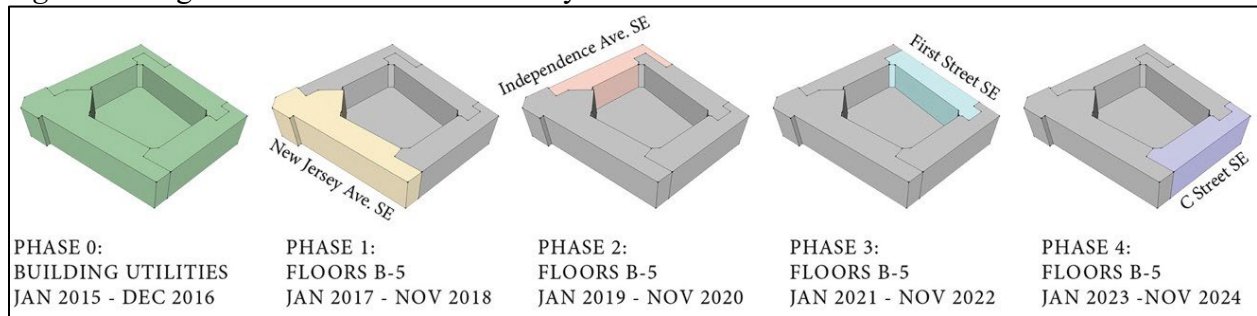 New Jersey Ave. SE
Independence Ave. SE
First Street SE
C Street SE
PHASE 0:
BUILDING UTILITIES
JAN 2015 - DEC 2016
PHASE 1:
FLOORS B-5
JAN 2017 - NOV 2018
PHASE 2:
FLOORS B-5
JAN 2019 - NOV 2020
PHASE 3:
FLOORS B-5
JAN 2021 - NOV 2022
PHASE 4:
FLOORS B-5
JAN 2023 -NOV 2024